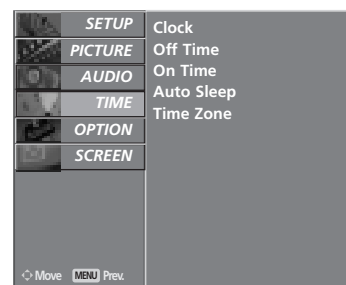 SETUP
PICTURE
AUDIO
TIME
OPTION
SCREEN
Clock
Off Time
On Time
Auto Sleep
Time Zone
Move MENU Prev.